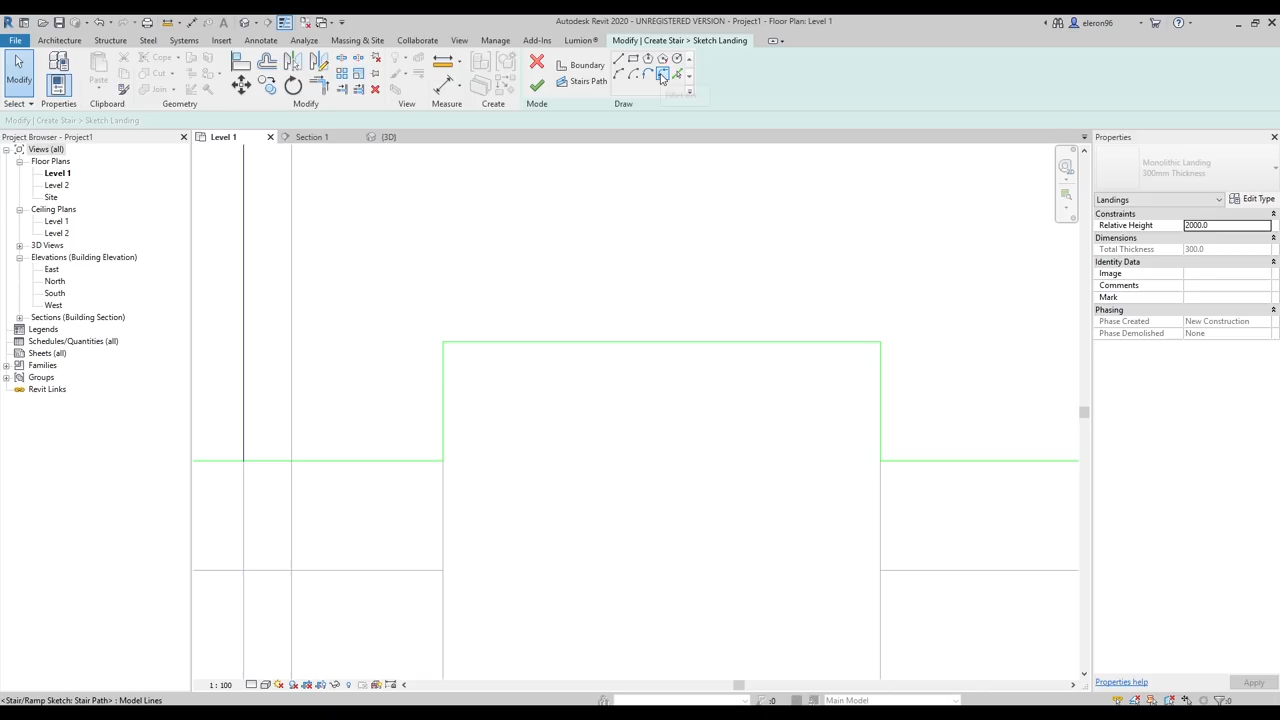 Autodesk Revit 2020 - UNREGISTERED VERSION - Project1 - Floor Plan: Level 1
eleron96
File Architecture Structure Steel Systems Insert Annotate Analyze Massing & Site Collaborate View Manage Add-Ins Lumion® Modify | Create Stair > Sketch Landing
Modify
Paste
Cope
Cut
Join
Boundary
Stairs Path
Select Properties Clipboard Geometry Modify View Measure Create Mode Draw
Modify | Create Stair > Sketch Landing
Project Browser - Project1
Views (all)
Floor Plans
Level 1
Level 2
Site
Ceiling Plans
Level 1
Level 2
3D Views
Elevations (Building Elevation)
East
North
South
West
Sections (Building Section)
Legends
Schedules/Quantities (all)
Sheets (all)
Families
Groups
Revit Links
Level 1 Section 1 {3D}
Properties
Monolithic Landing
300mm Thickness
Landings Edit Type
Constraints
Relative Height 2000.0
Dimensions
Total Thickness 300.0
Identity Data
Image
Comments
Mark
Phasing
Phase Created New Construction
Phase Demolished None
Properties help Apply
1 : 100
<Stair/Ramp Sketch: Stair Path> : Model Lines
:0
Main Model
:0